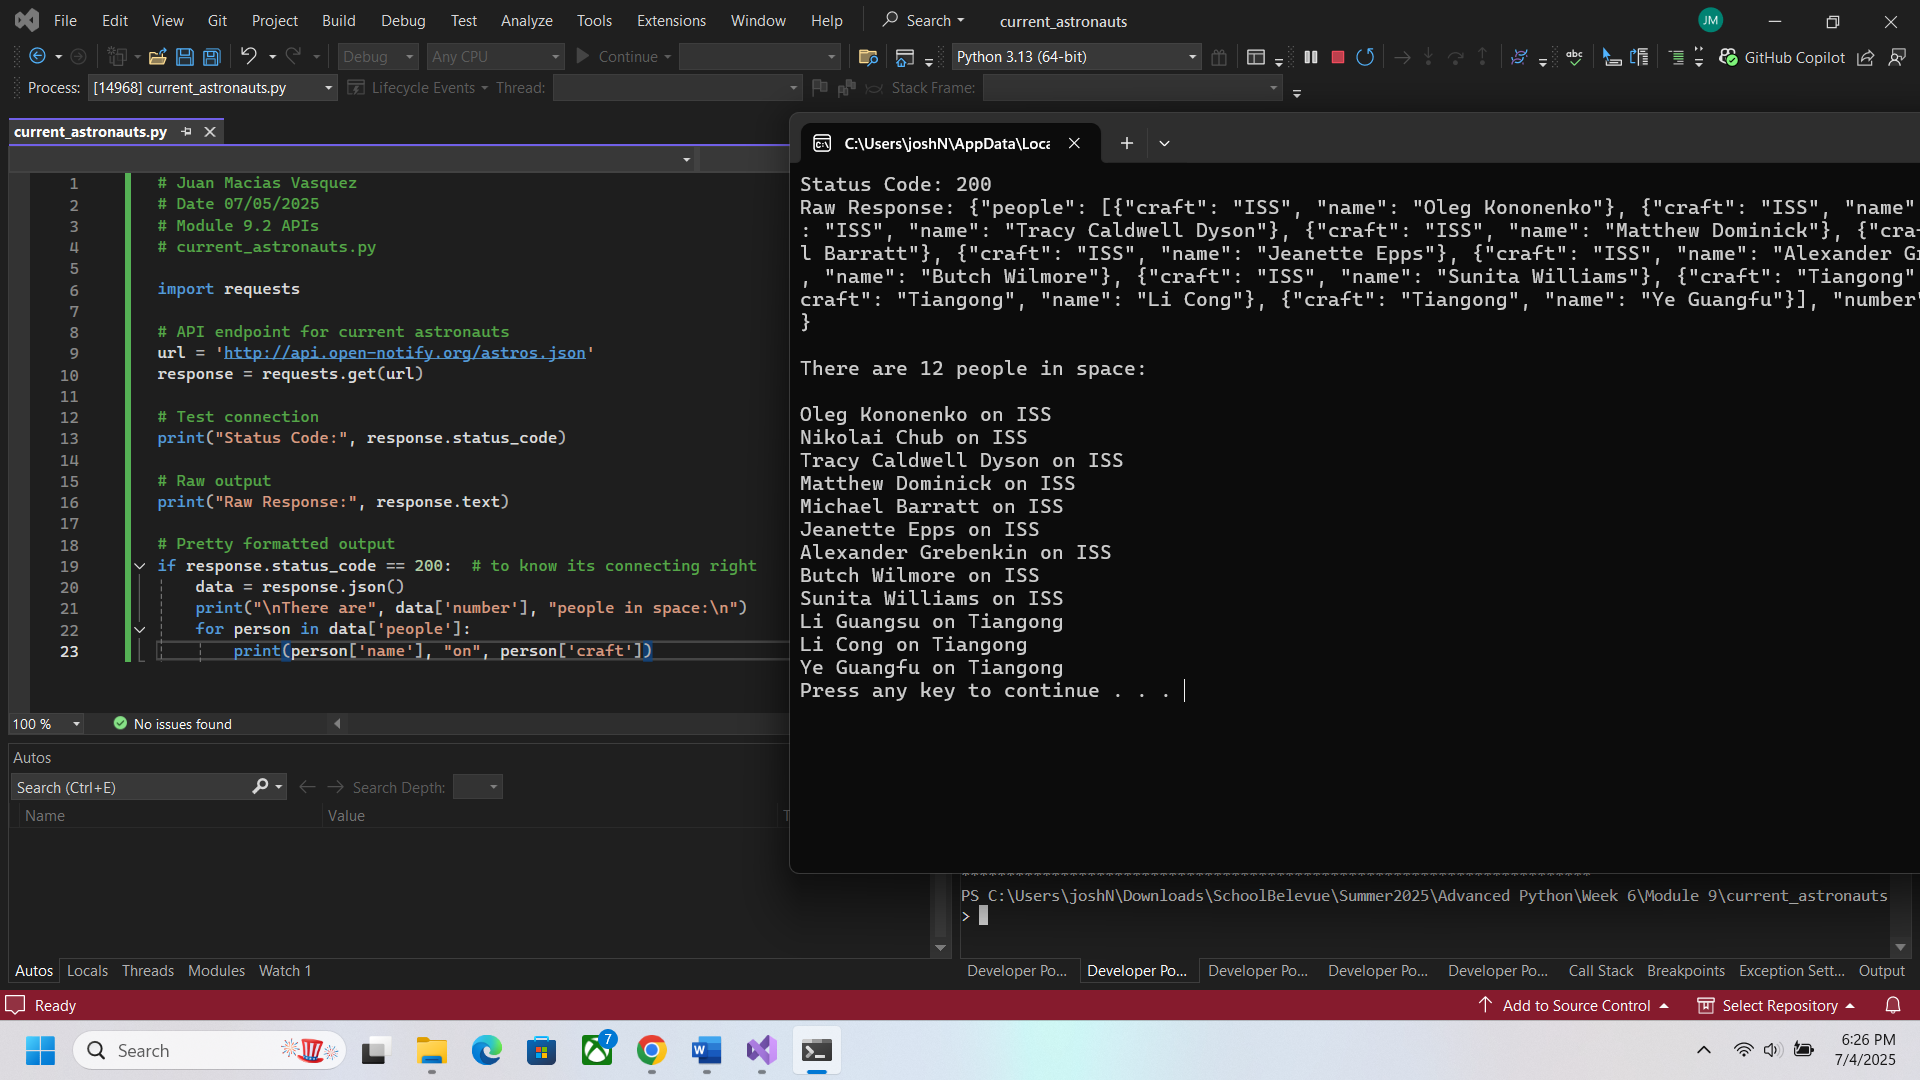 File Edit View Git Project Build Debug Test Analyze Tools Extensions Window Help Search current_astronauts JM
Debug Any CPU Continue Python 3.13 (64-bit) abc GitHub Copilot
Process: [14968] current_astronauts.py Lifecycle Events Thread: Stack Frame:
current_astronauts.py
1 # Juan Macias Vasquez
2 # Date 07/05/2025
3 # Module 9.2 APIs
4 # current_astronauts.py
5
6 import requests
7
8 # API endpoint for current astronauts
9 url = 'http://api.open-notify.org/astros.json'
10 response = requests.get(url)
11
12 # Test connection
13 print("Status Code:", response.status_code)
14
15 # Raw output
16 print("Raw Response:", response.text)
17
18 # Pretty formatted output
19 if response.status_code == 200:  # to know its connecting right
20 data = response.json()
21 print("\nThere are", data['number'], "people in space:\n")
22 for person in data['people']:
23 print(person['name'], "on", person['craft'])
100 % No issues found
Autos
Search (Ctrl+E) Search Depth:
Name Value T
Autos Locals Threads Modules Watch 1
C:\Users\joshN\AppData\Loca
Status Code: 200
Raw Response: {"people": [{"craft": "ISS", "name": "Oleg Kononenko"}, {"craft": "ISS", "name"
: "ISS", "name": "Tracy Caldwell Dyson"}, {"craft": "ISS", "name": "Matthew Dominick"}, {"cra
l Barratt"}, {"craft": "ISS", "name": "Jeanette Epps"}, {"craft": "ISS", "name": "Alexander G
, "name": "Butch Wilmore"}, {"craft": "ISS", "name": "Sunita Williams"}, {"craft": "Tiangong"
craft": "Tiangong", "name": "Li Cong"}, {"craft": "Tiangong", "name": "Ye Guangfu"}], "number"
}
There are 12 people in space:
Oleg Kononenko on ISS
Nikolai Chub on ISS
Tracy Caldwell Dyson on ISS
Matthew Dominick on ISS
Michael Barratt on ISS
Jeanette Epps on ISS
Alexander Grebenkin on ISS
Butch Wilmore on ISS
Sunita Williams on ISS
Li Guangsu on Tiangong
Li Cong on Tiangong
Ye Guangfu on Tiangong
Press any key to continue . . .
PS C:\Users\joshN\Downloads\SchoolBelevue\Summer2025\Advanced Python\Week 6\Module 9\current_astronauts
>
Developer Po... Developer Po... Developer Po... Developer Po... Developer Po... Call Stack Breakpoints Exception Sett... Output
Ready Add to Source Control Select Repository
Search 7 6:26 PM
7/4/2025